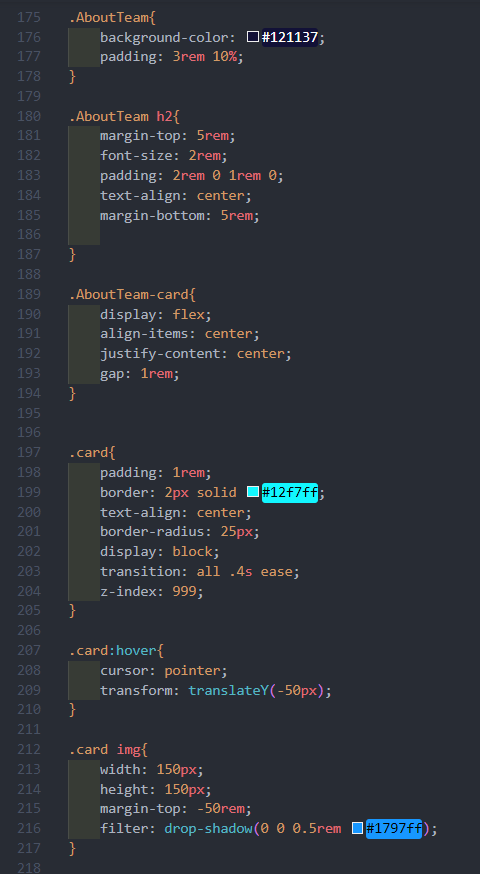 175 .AboutTeam{
176     background-color: #121137;
177     padding: 3rem 10%;
178 }
179
180 .AboutTeam h2{
181     margin-top: 5rem;
182     font-size: 2rem;
183     padding: 2rem 0 1rem 0;
184     text-align: center;
185     margin-bottom: 5rem;
186
187 }
188
189 .AboutTeam-card{
190     display: flex;
191     align-items: center;
192     justify-content: center;
193     gap: 1rem;
194 }
195
196
197 .card{
198     padding: 1rem;
199     border: 2px solid #12f7ff;
200     text-align: center;
201     border-radius: 25px;
202     display: block;
203     transition: all .4s ease;
204     z-index: 999;
205 }
206
207 .card:hover{
208     cursor: pointer;
209     transform: translateY(-50px);
210 }
211
212 .card img{
213     width: 150px;
214     height: 150px;
215     margin-top: -50rem;
216     filter: drop-shadow(0 0 0.5rem #1797ff);
217 }
218